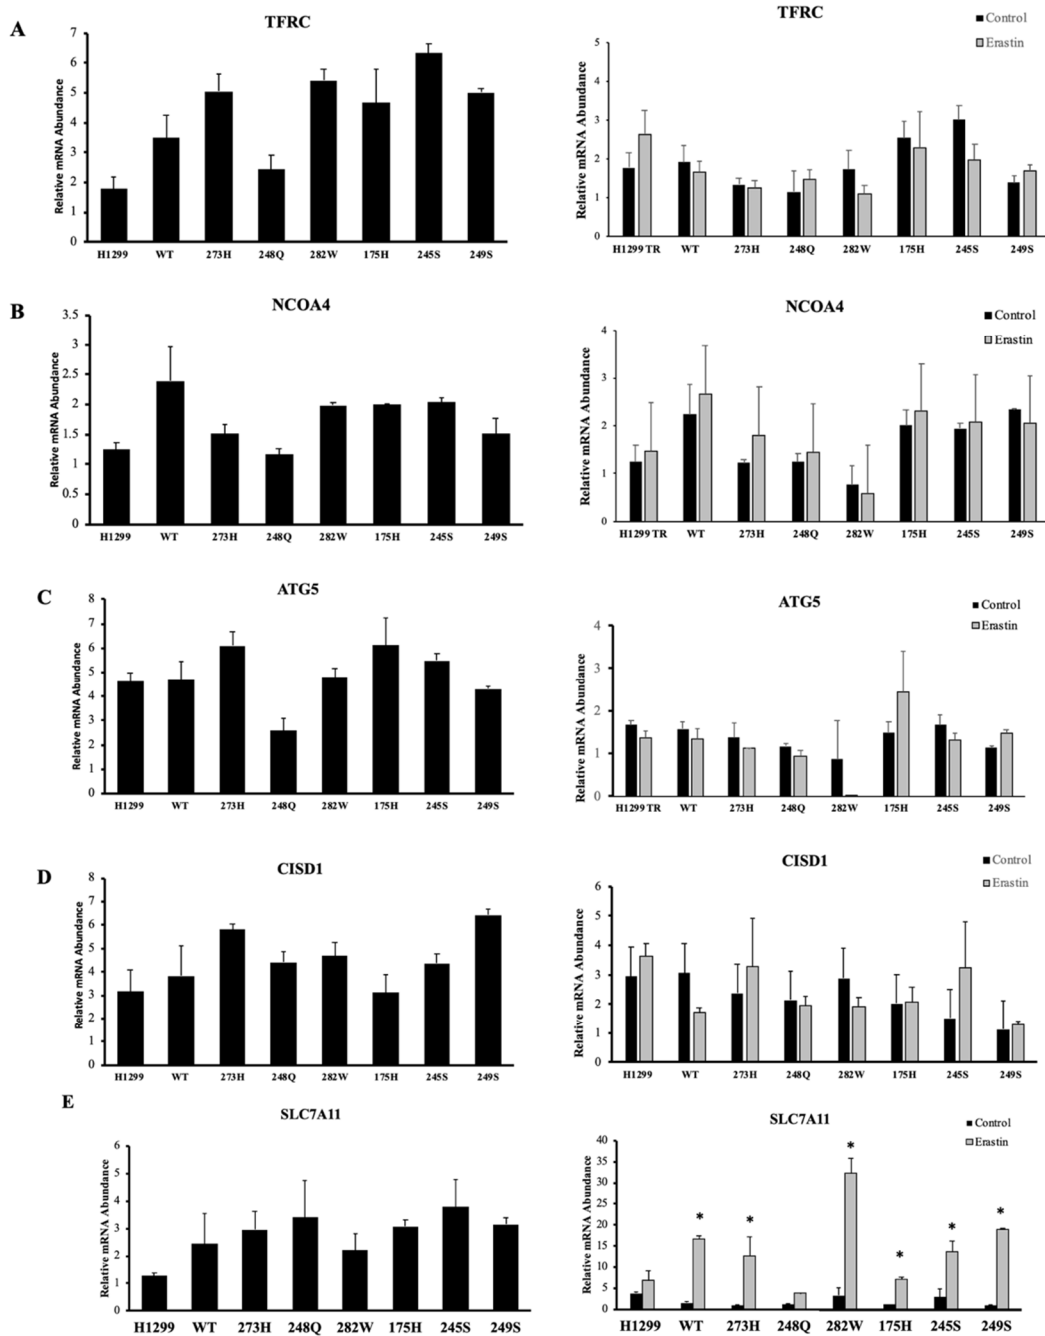 A
TFRC
Relative mRNA Abundance
7
6
5
4
3
2
1
0
H1299 WT 273H 248Q 282W 175H 245S 249S
TFRC
Control
Erastin
Relative mRNA Abundance
5
4
3
2
1
0
H1299 TR WT 273H 248Q 282W 175H 245S 249S
B
NCOA4
Relative mRNA Abundance
3.5
3
2.5
2
1.5
1
0.5
0
H1299 WT 273H 248Q 282W 175H 245S 249S
NCOA4
Control
Erastin
Relative mRNA Abundance
4
3
2
1
0
H1299 TR WT 273H 248Q 282W 175H 245S 249S
C
ATG5
Relative mRNA Abundance
8
7
6
5
4
3
2
1
0
H1299 WT 273H 248Q 282W 175H 245S 249S
ATG5
Control
Erastin
Relative mRNA Abundance
4
3
2
1
0
H1299 TR WT 273H 248Q 282W 175H 245S 249S
D
CISD1
Relative mRNA Abundance
8
7
6
5
4
3
2
1
0
H1299 WT 273H 248Q 282W 175H 245S 249S
CISD1
Control
Erastin
Relative mRNA Abundance
6
5
4
3
2
1
0
H1299 WT 273H 248Q 282W 175H 245S 249S
E
SLC7A11
Relative mRNA Abundance
6
5
4
3
2
1
0
H1299 WT 273H 248Q 282W 175H 245S 249S
SLC7A11
Control
Erastin
Relative mRNA Abundance
40
35
30
25
20
15
10
5
0
* * * * * *
H1299 WT 273H 248Q 282W 175H 245S 249S